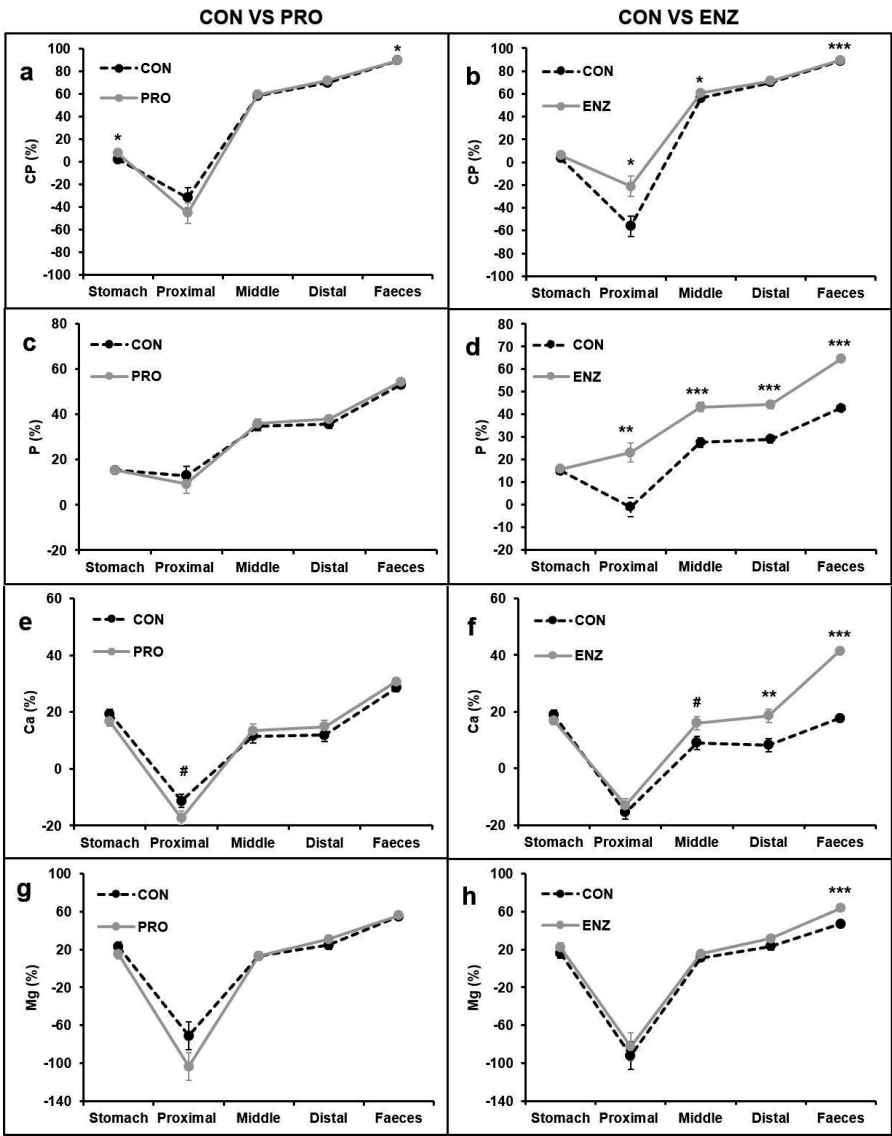 CON VS PRO
CON VS ENZ
a
CON
PRO
*
*
CP (%)
100
80
60
40
20
0
-20
-40
-60
-80
-100
Stomach Proximal Middle Distal Faeces
b
CON
ENZ
*
*
***
CP (%)
100
80
60
40
20
0
-20
-40
-60
-80
-100
Stomach Proximal Middle Distal Faeces
c
CON
PRO
P (%)
80
60
40
20
0
-20
Stomach Proximal Middle Distal Faeces
d
CON
ENZ
**
***
***
***
P (%)
80
70
60
50
40
30
20
10
0
-10
-20
Stomach Proximal Middle Distal Faeces
e
CON
PRO
#
Ca (%)
60
40
20
0
-20
Stomach Proximal Middle Distal Faeces
f
CON
ENZ
#
**
***
Ca (%)
60
40
20
0
-20
Stomach Proximal Middle Distal Faeces
g
CON
PRO
Mg (%)
100
60
20
-20
-60
-100
-140
Stomach Proximal Middle Distal Faeces
h
CON
ENZ
***
Mg (%)
100
60
20
-20
-60
-100
-140
Stomach Proximal Middle Distal Faeces